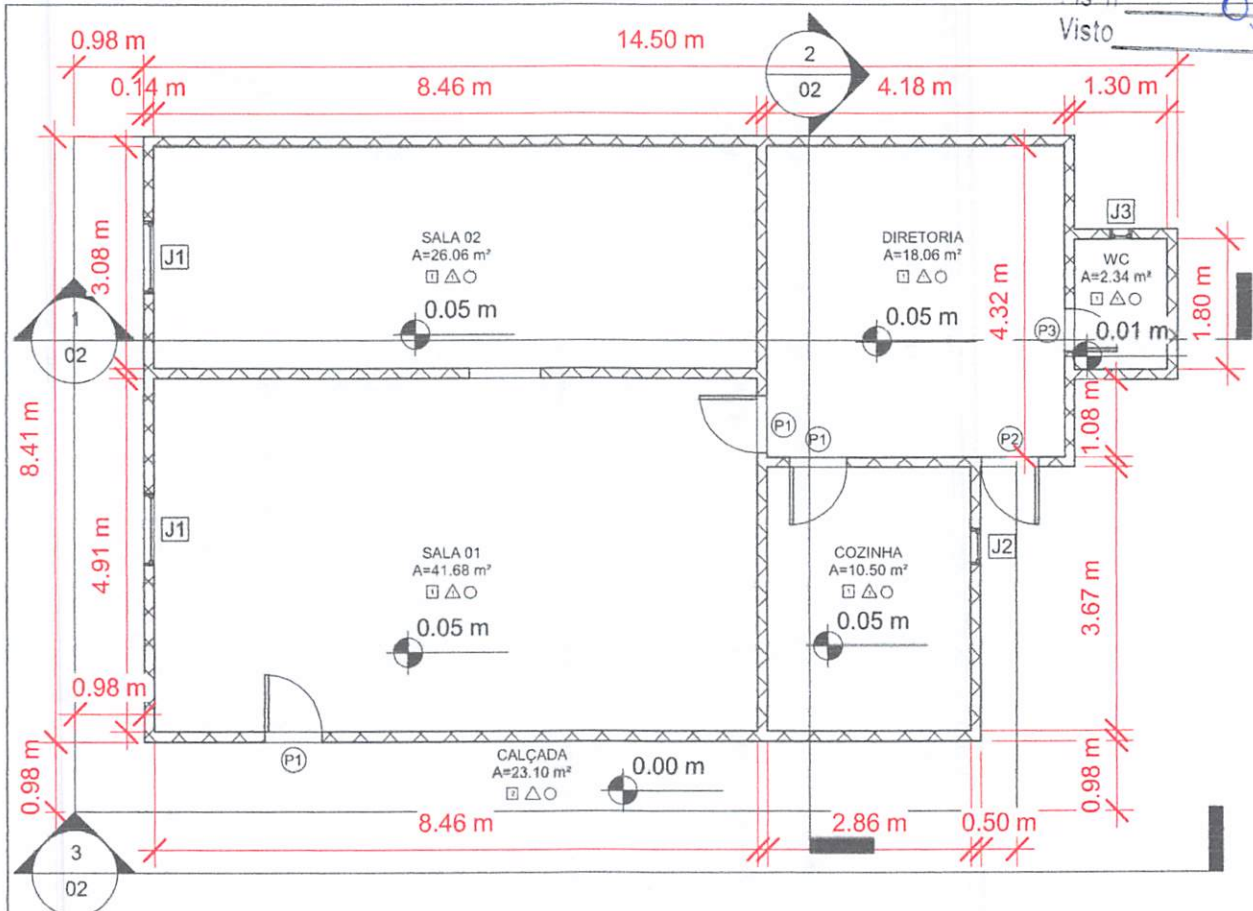 Visto
0.98 m
14.50 m
2
02
0.14 m
8.46 m
4.18 m
1.30 m
J3
SALA 02
A=26.06 m²
J1
3.08 m
0.05 m
DIRETORIA
A=18.06 m²
0.05 m
4.32 m
WC
A=2.34 m²
P3
0.01 m
1.80 m
1
02
8.41 m
P1
P1
P2
1.08 m
J1
4.91 m
SALA 01
A=41.68 m²
0.05 m
COZINHA
A=10.50 m²
0.05 m
J2
3.67 m
0.98 m
P1
CALÇADA
A=23.10 m²
0.00 m
0.98 m
0.98 m
8.46 m
2.86 m
0.50 m
3
02